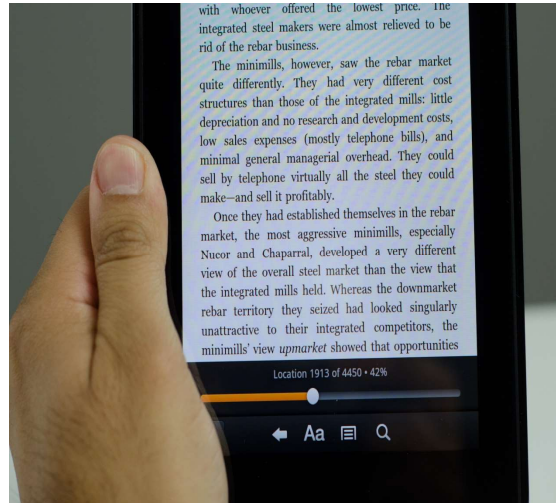 with whoever offered the lowest price. The
integrated steel makers were almost relieved to be
rid of the rebar business.
The minimills, however, saw the rebar market
quite differently. They had very different cost
structures than those of the integrated mills: little
depreciation and no research and development costs,
low sales expenses (mostly telephone bills), and
minimal general managerial overhead. They could
sell by telephone virtually all the steel they could
make—and sell it profitably.
Once they had established themselves in the rebar
market, the most aggressive minimills, especially
Nucor and Chaparral, developed a very different
view of the overall steel market than the view that
the integrated mills held. Whereas the downmarket
rebar territory they seized had looked singularly
unattractive to their integrated competitors, the
minimills' view upmarket showed that opportunities
Location 1913 of 4450 • 42%
Aa